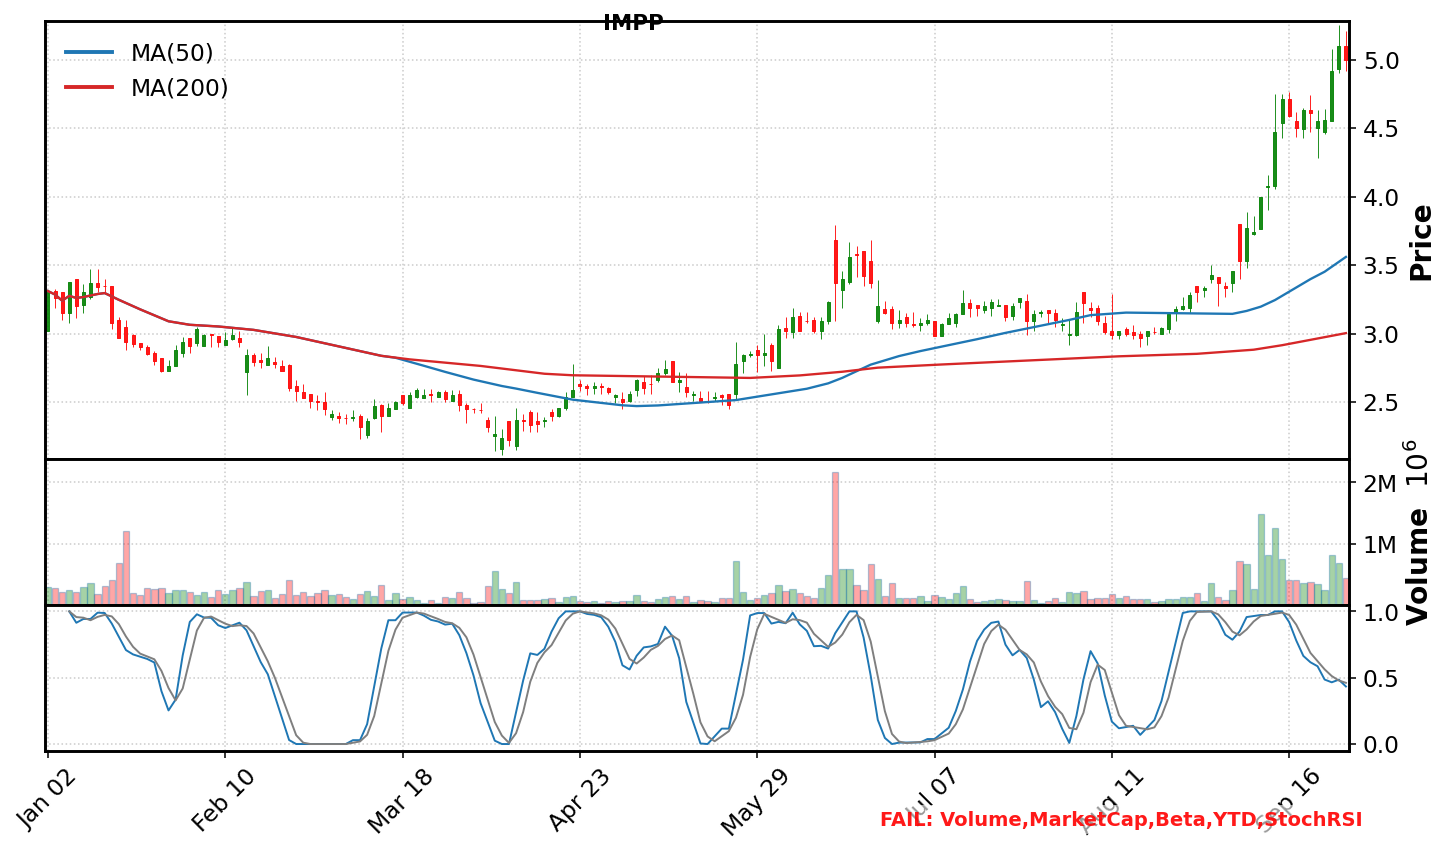 IMPP
MA(50)
MA(200)
5.0
4.5
4.0
3.5
3.0
2.5
Price
2M
1M
Volume 10⁶
1.0
0.5
0.0
Jan 02
Feb 10
Mar 18
Apr 23
May 29
Jul 07
Aug 11
Sep 16
FAIL: Volume,MarketCap,Beta,YTD,StochRSI